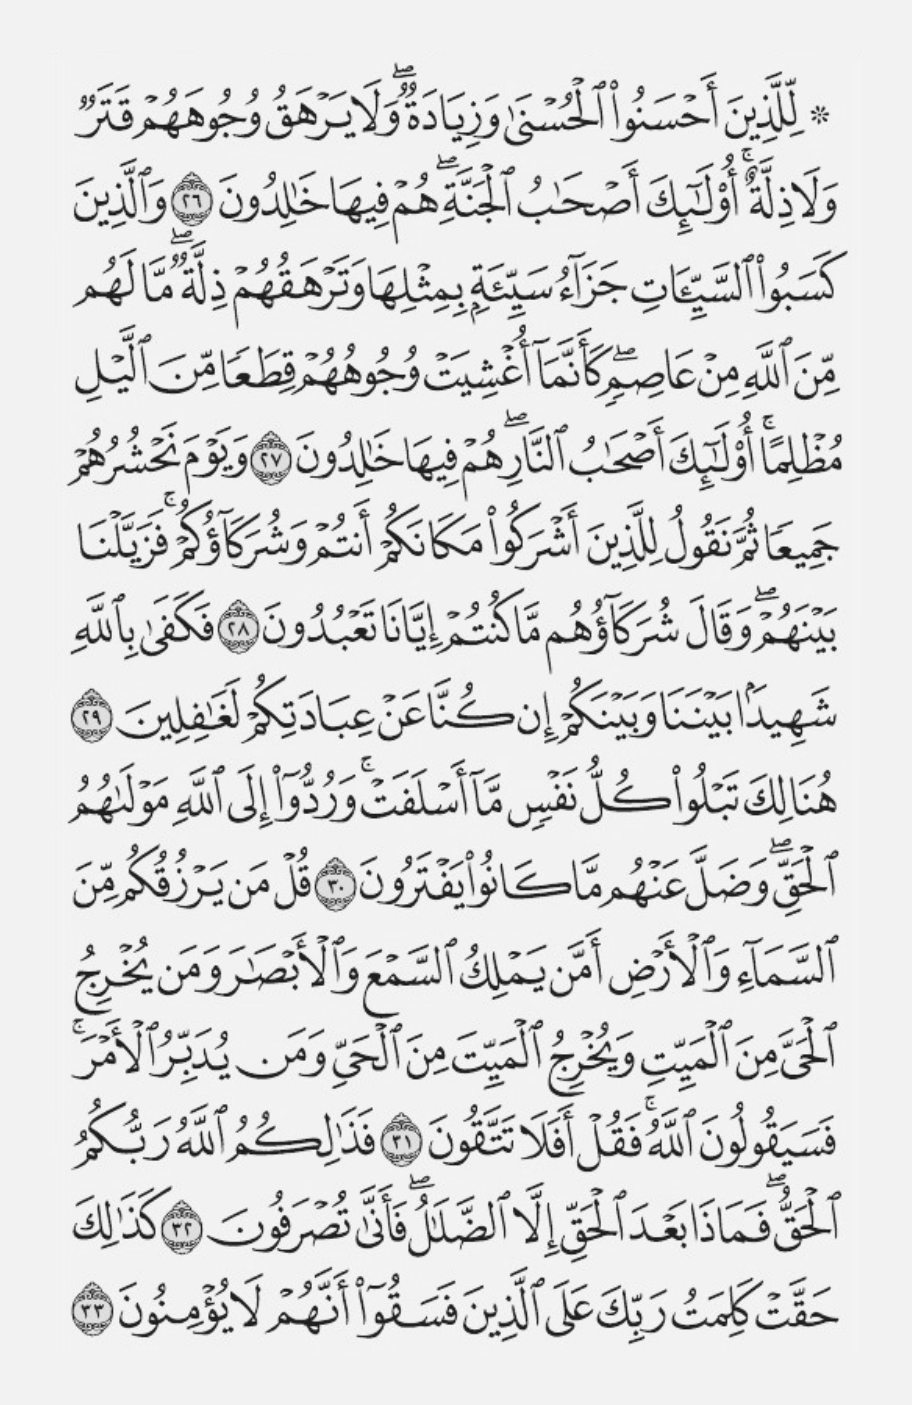 ۞ لِّلَّذِينَ أَحْسَنُوا۟ ٱلْحُسْنَىٰ وَزِيَادَةٌۖ وَلَا يَرْهَقُ وُجُوهَهُمْ قَتَرٌ
وَلَا ذِلَّةٌۚ أُو۟لَٰٓئِكَ أَصْحَٰبُ ٱلْجَنَّةِۖ هُمْ فِيهَا خَٰلِدُونَ ٢٦ وَٱلَّذِينَ
كَسَبُوا۟ ٱلسَّيِّـَٔاتِ جَزَآءُ سَيِّئَةٍۭ بِمِثْلِهَا وَتَرْهَقُهُمْ ذِلَّةٌۖ مَّا لَهُم
مِّنَ ٱللَّهِ مِنْ عَاصِمٍۖ كَأَنَّمَآ أُغْشِيَتْ وُجُوهُهُمْ قِطَعًا مِّنَ ٱلَّيْلِ
مُظْلِمًاۚ أُو۟لَٰٓئِكَ أَصْحَٰبُ ٱلنَّارِۖ هُمْ فِيهَا خَٰلِدُونَ ٢٧ وَيَوْمَ نَحْشُرُهُمْ
جَمِيعًا ثُمَّ نَقُولُ لِلَّذِينَ أَشْرَكُوا۟ مَكَانَكُمْ أَنتُمْ وَشُرَكَآؤُكُمْۚ فَزَيَّلْنَا
بَيْنَهُمْۖ وَقَالَ شُرَكَآؤُهُم مَّا كُنتُمْ إِيَّانَا تَعْبُدُونَ ٢٨ فَكَفَىٰ بِٱللَّهِ
شَهِيدًۢا بَيْنَنَا وَبَيْنَكُمْ إِن كُنَّا عَنْ عِبَادَتِكُمْ لَغَٰفِلِينَ ٢٩
هُنَالِكَ تَبْلُوا۟ كُلُّ نَفْسٍ مَّآ أَسْلَفَتْۚ وَرُدُّوٓا۟ إِلَى ٱللَّهِ مَوْلَىٰهُمُ
ٱلْحَقِّۖ وَضَلَّ عَنْهُم مَّا كَانُوا۟ يَفْتَرُونَ ٣٠ قُلْ مَن يَرْزُقُكُم مِّنَ
ٱلسَّمَآءِ وَٱلْأَرْضِ أَمَّن يَمْلِكُ ٱلسَّمْعَ وَٱلْأَبْصَٰرَ وَمَن يُخْرِجُ
ٱلْحَىَّ مِنَ ٱلْمَيِّتِ وَيُخْرِجُ ٱلْمَيِّتَ مِنَ ٱلْحَىِّ وَمَن يُدَبِّرُ ٱلْأَمْرَۚ
فَسَيَقُولُونَ ٱللَّهُۚ فَقُلْ أَفَلَا تَتَّقُونَ ٣١ فَذَٰلِكُمُ ٱللَّهُ رَبُّكُمُ
ٱلْحَقُّۖ فَمَاذَا بَعْدَ ٱلْحَقِّ إِلَّا ٱلضَّلَٰلُۖ فَأَنَّىٰ تُصْرَفُونَ ٣٢ كَذَٰلِكَ
حَقَّتْ كَلِمَتُ رَبِّكَ عَلَى ٱلَّذِينَ فَسَقُوٓا۟ أَنَّهُمْ لَا يُؤْمِنُونَ ٣٣